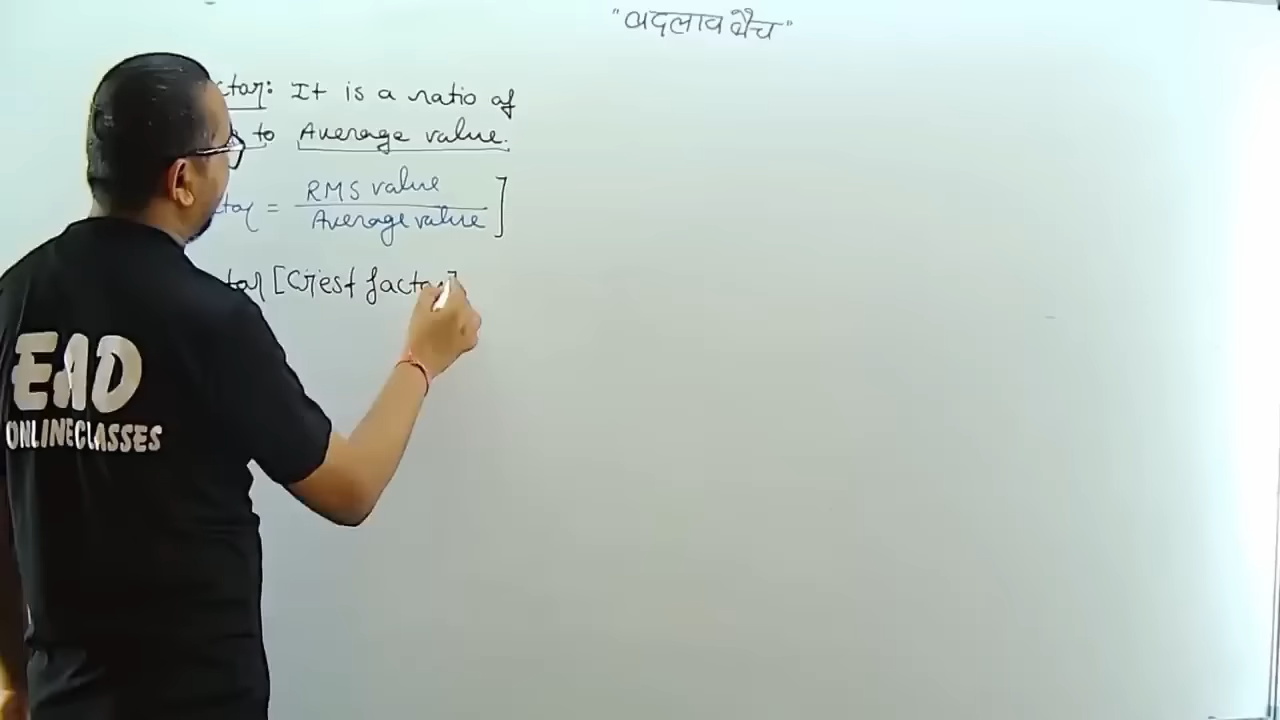 "बदलाव बैच"
ctor: It is a ratio of
to Average value.
ctor = RMS value
Average value]
tor [Crest factor]
EAD
ONLINECLASSES